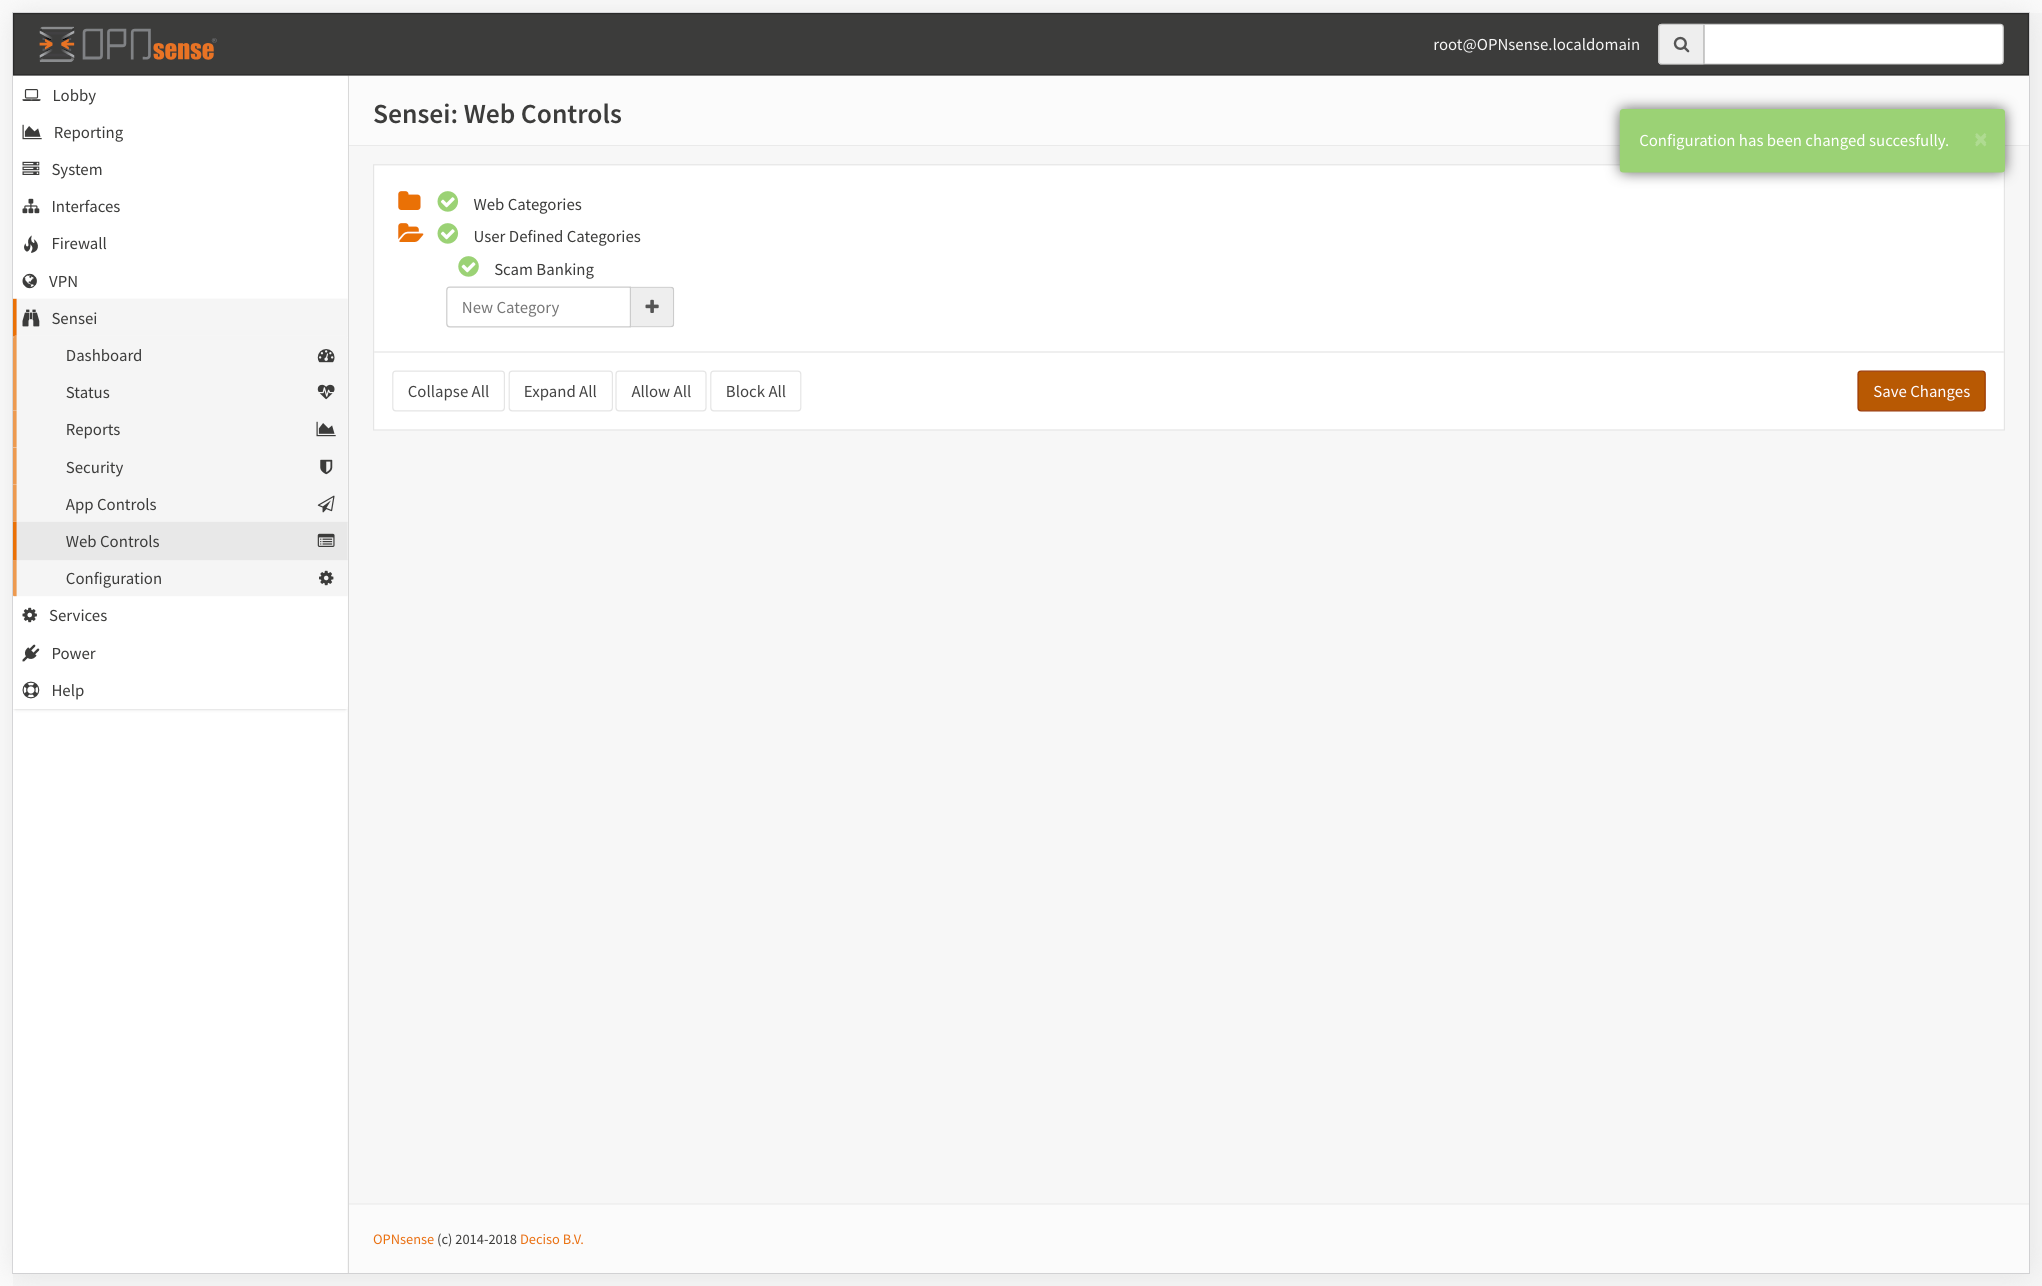 OPNsense
root@OPNsense.localdomain
Lobby
Reporting
System
Interfaces
Firewall
VPN
Sensei
Dashboard
Status
Reports
Security
App Controls
Web Controls
Configuration
Services
Power
Help
Sensei: Web Controls
Configuration has been changed succesfully.
Web Categories
User Defined Categories
Scam Banking
New Category
Collapse All Expand All Allow All Block All Save Changes
OPNsense (c) 2014-2018 Deciso B.V.